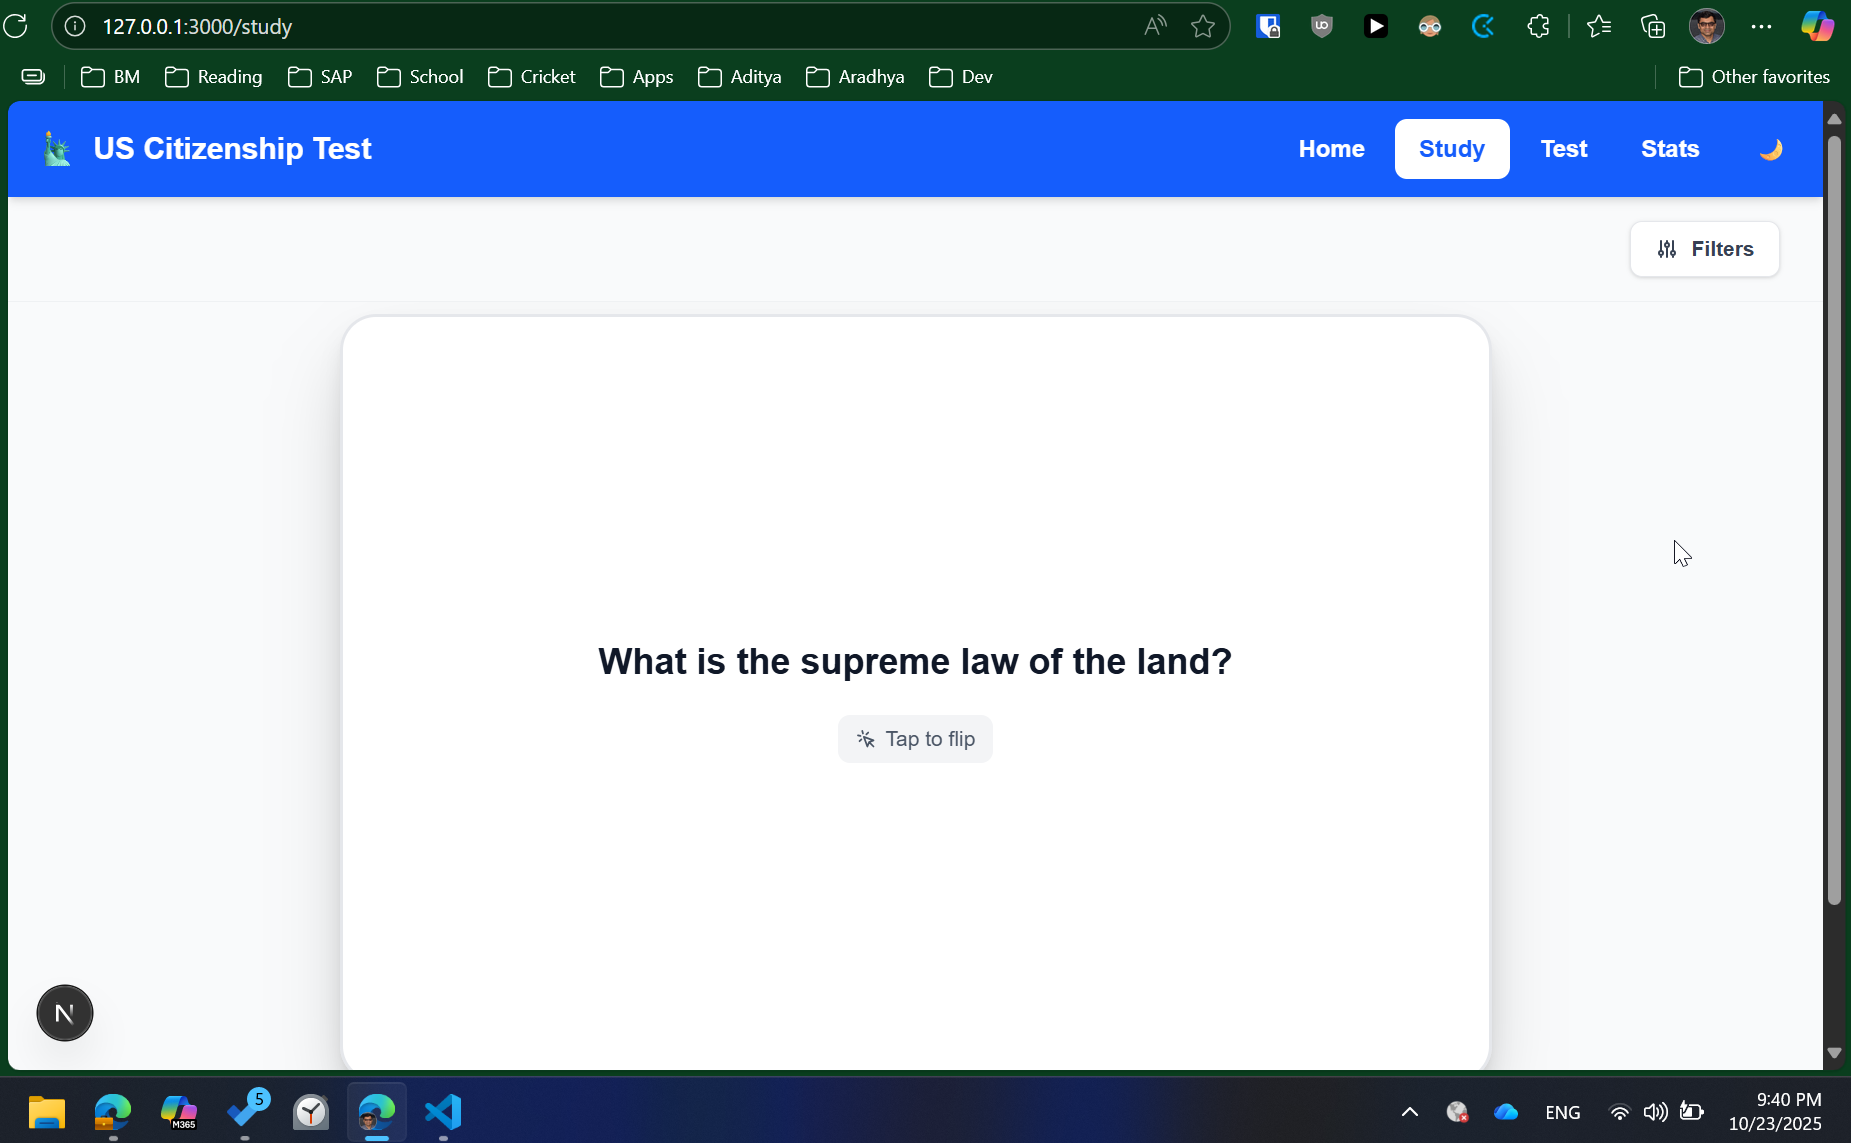 127.0.0.1:3000/study
BM
Reading
SAP
School
Cricket
Apps
Aditya
Aradhya
Dev
Other favorites
US Citizenship Test
Home
Study
Test
Stats
Filters
What is the supreme law of the land?
Tap to flip
N
M365
5
ENG
9:40 PM
10/23/2025